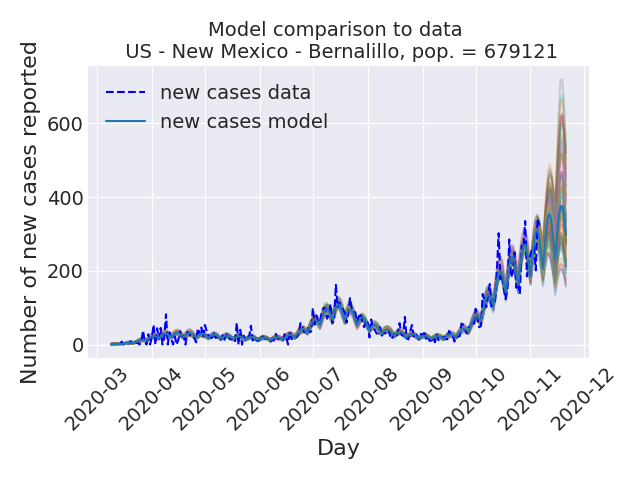 Model comparison to data
US - New Mexico - Bernalillo, pop. = 679121
new cases data
new cases model
Number of new cases reported
600
400
200
0
2020-03
2020-04
2020-05
2020-06
2020-07
2020-08
2020-09
2020-10
2020-11
2020-12
Day